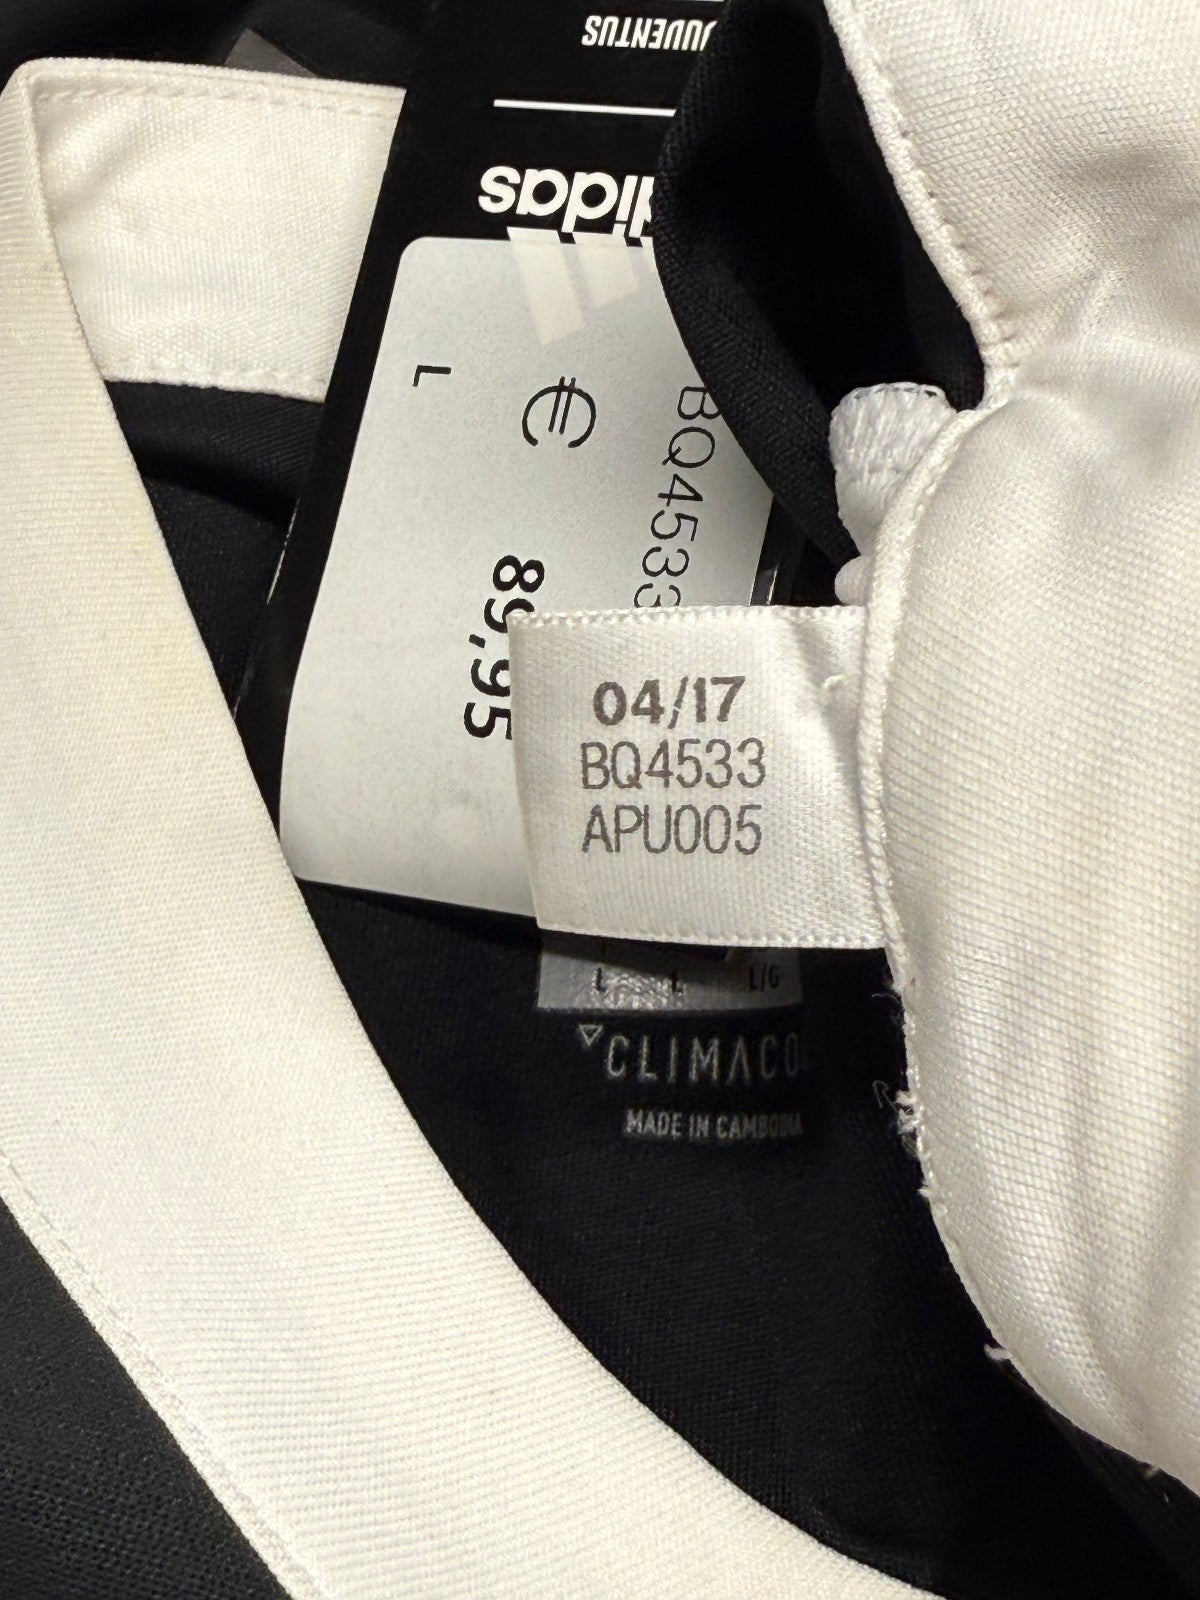 JUVENTUS
adidas
L
€
89,95
BQ4533
04/17
BQ4533
APU005
L L L/G
CLIMACO
MADE IN CAMBODIA